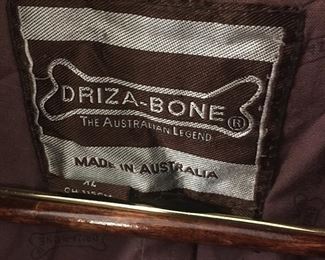 DRIZA-BONE ®
THE AUSTRALIAN LEGEND
MADE IN AUSTRALIA